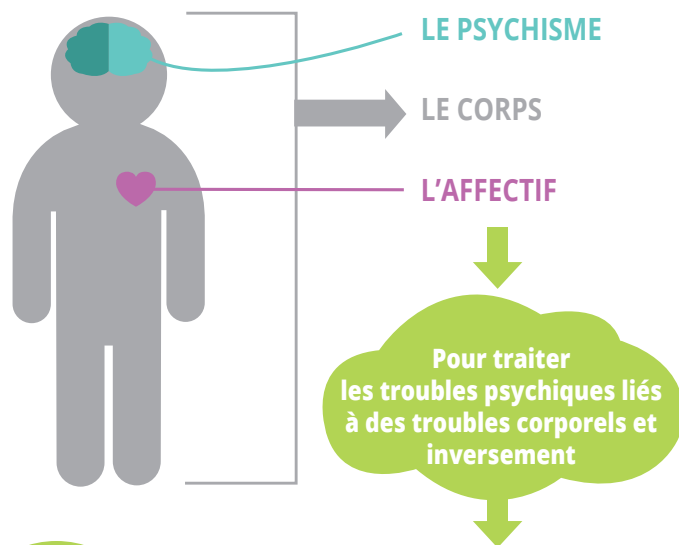 LE PSYCHISME
LE CORPS
L’AFFECTIF
Pour traiter
les troubles psychiques liés
à des troubles corporels et
inversement